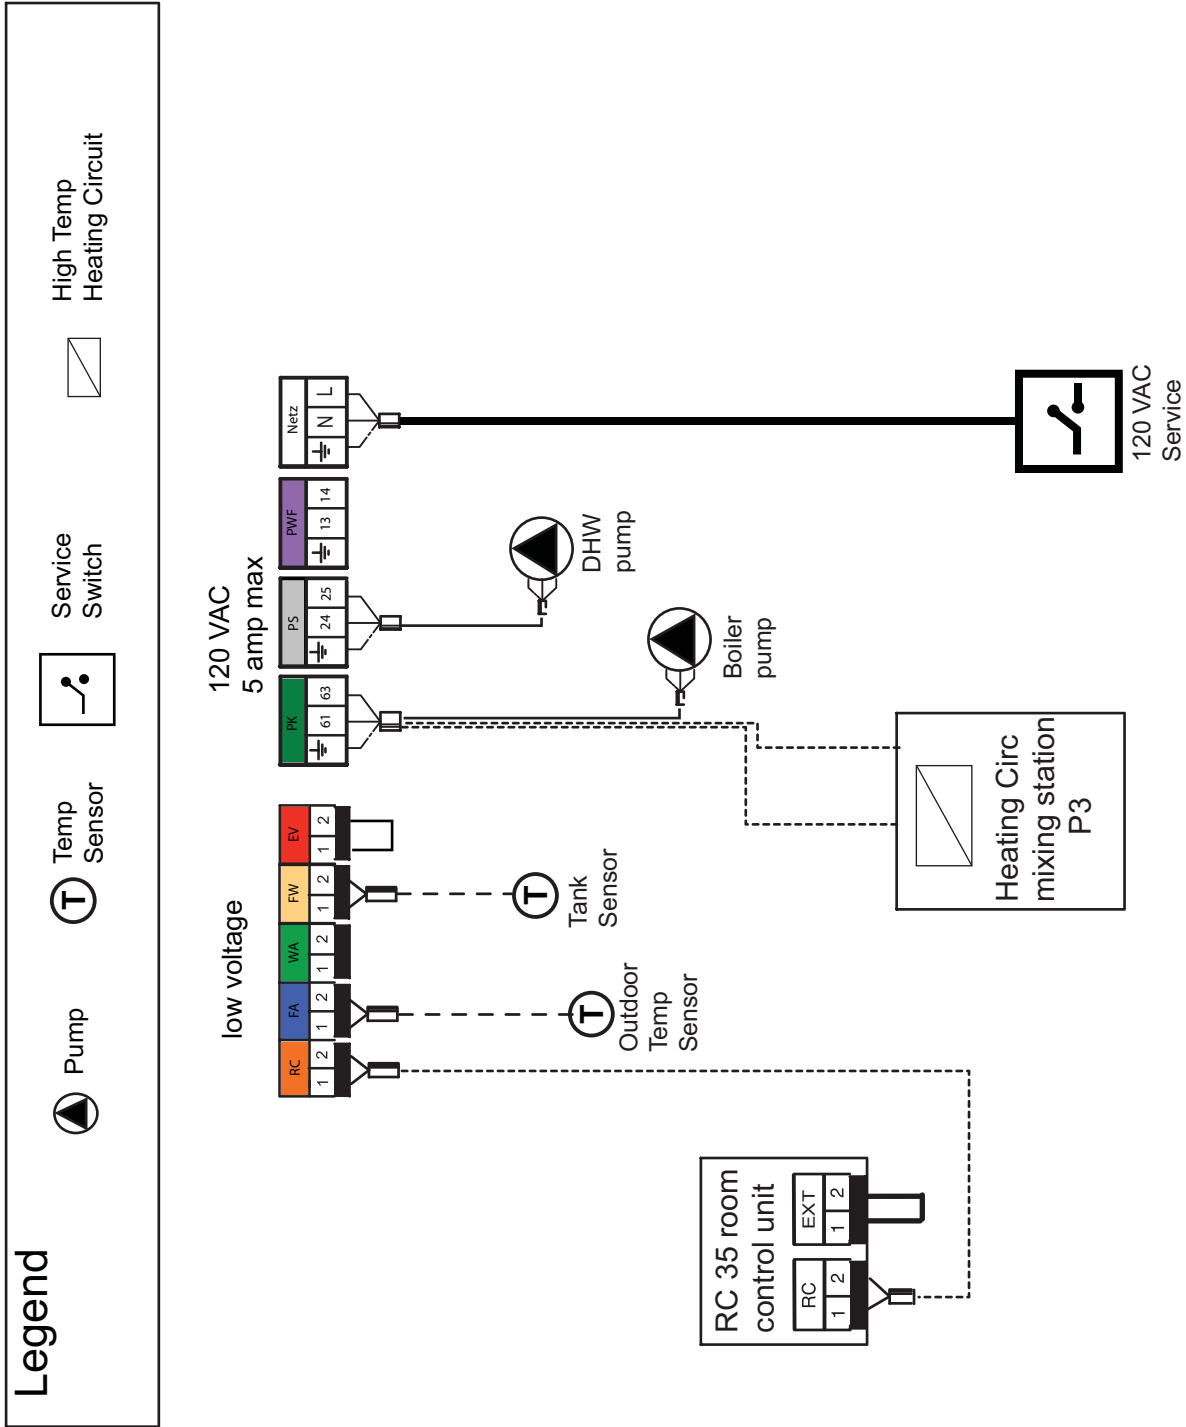 Legend
Pump
T
Temp
Sensor
Service
Switch
High Temp
Heating Circuit
low voltage
120 VAC
5 amp max
RC
1 2
FA
1 2
WA
1 2
FW
1 2
EV
1 2
PK
61 63
PS
24 25
PWF
13 14
Netz
N L
T
Outdoor
Temp
Sensor
T
Tank
Sensor
Boiler
pump
DHW
pump
RC 35 room
control unit
RC
1 2
EXT
1 2
Heating Circ
mixing station
P3
120 VAC
Service